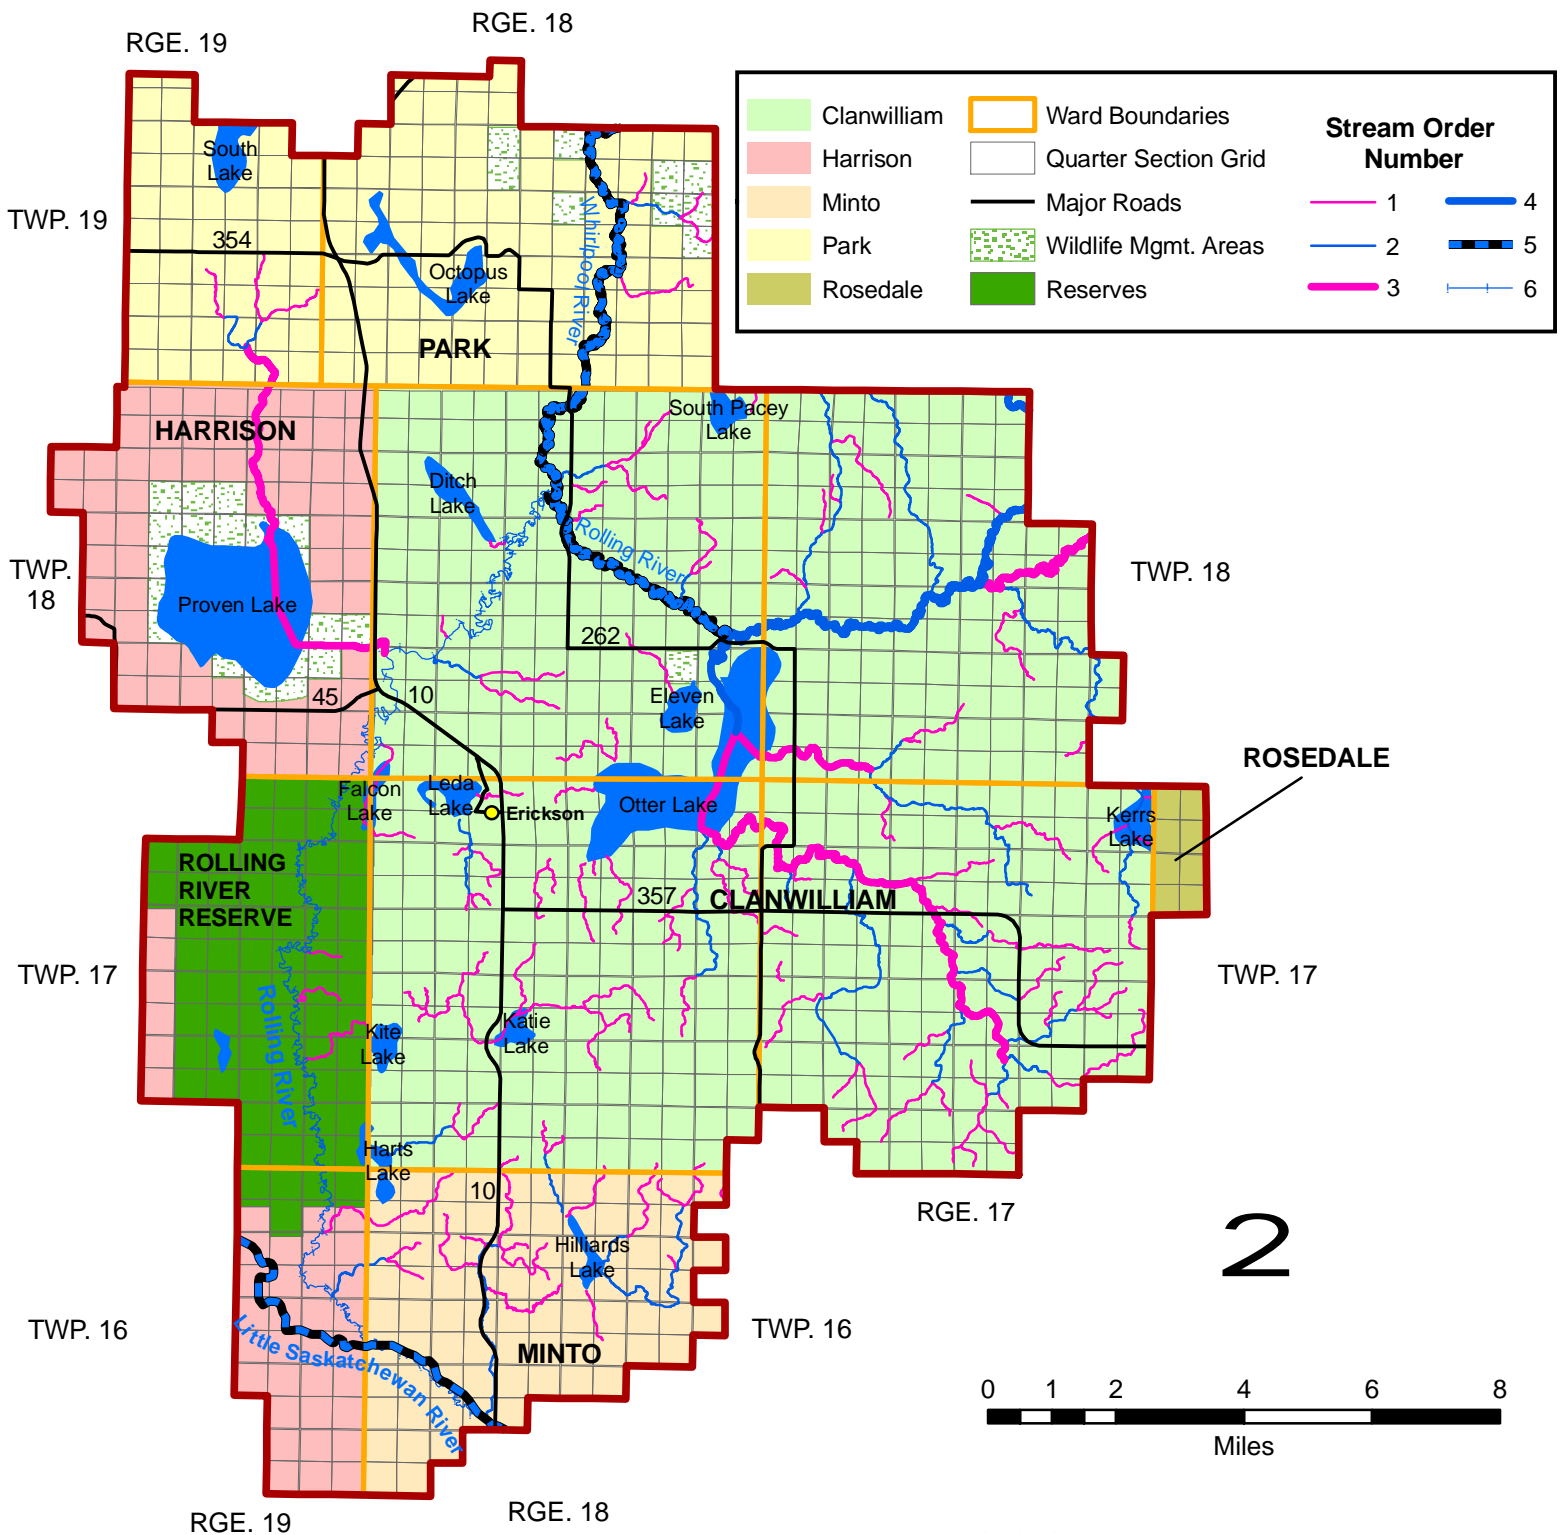 RGE. 18
RGE. 19
Clanwilliam
Harrison
Minto
Park
Rosedale
Ward Boundaries
Quarter Section Grid
Major Roads
Wildlife Mgmt. Areas
Reserves
Stream Order
Number
1
2
3
4
5
6
South
Lake
TWP. 19
354
Whirlpool River
Octopus
Lake
PARK
South Pacey
Lake
HARRISON
Ditch
Lake
Rolling River
TWP.
18
TWP. 18
Proven Lake
262
45
10
Eleven
Lake
ROSEDALE
Falcon
Lake
Leda
Lake
Erickson
Otter Lake
Kerrs
Lake
ROLLING
RIVER
RESERVE
357
CLANWILLIAM
TWP. 17
TWP. 17
Rolling River
Kite
Lake
Katie
Lake
Harts
Lake
10
RGE. 17
2
Hilliards
Lake
TWP. 16
TWP. 16
Little Saskatchewan River
MINTO
0 1 2 4 6 8
Miles
RGE. 19
RGE. 18